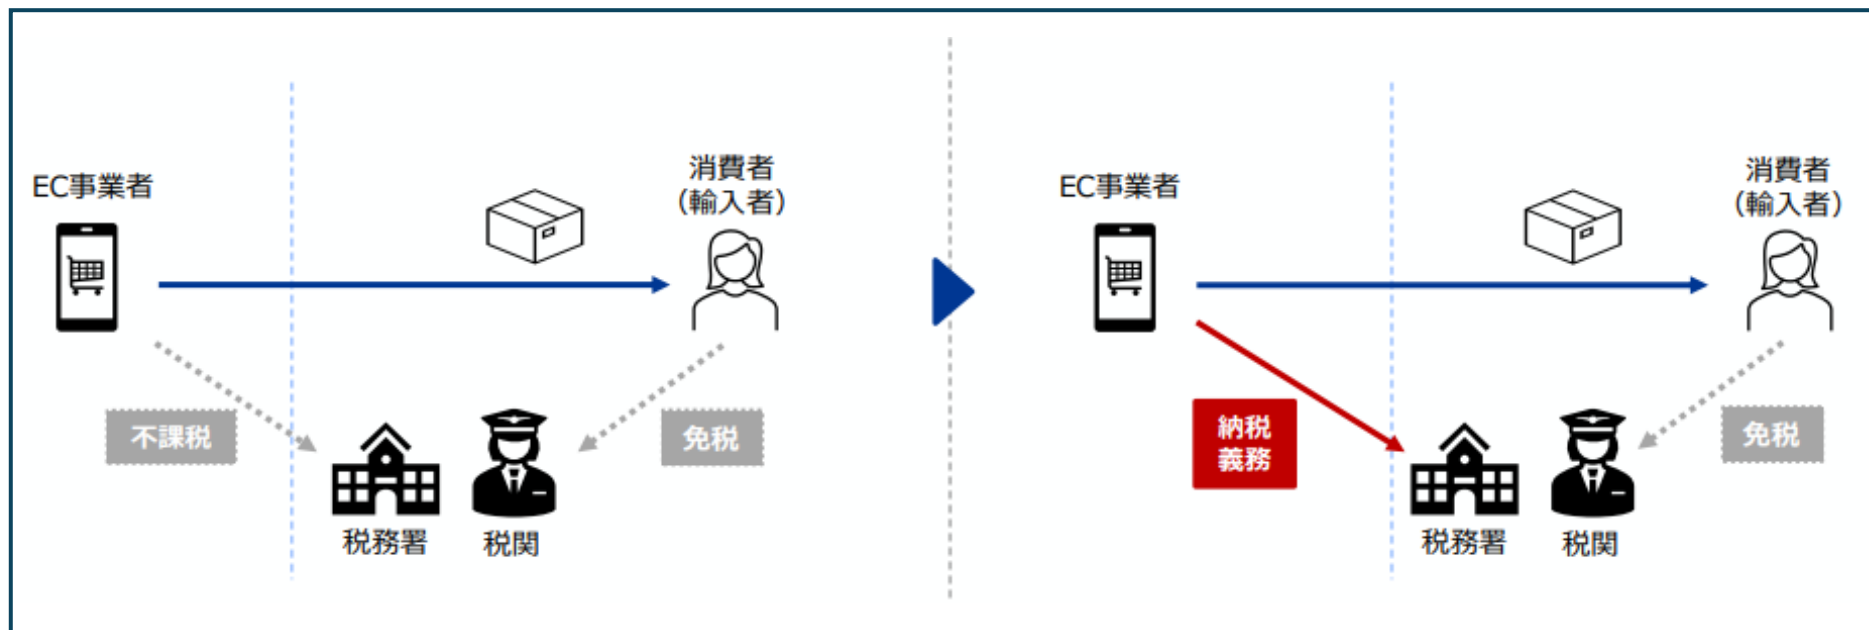 EC事業者
消費者
(輸入者)
不課税
免税
税務署
税関
EC事業者
消費者
(輸入者)
納税
義務
免税
税務署
税関